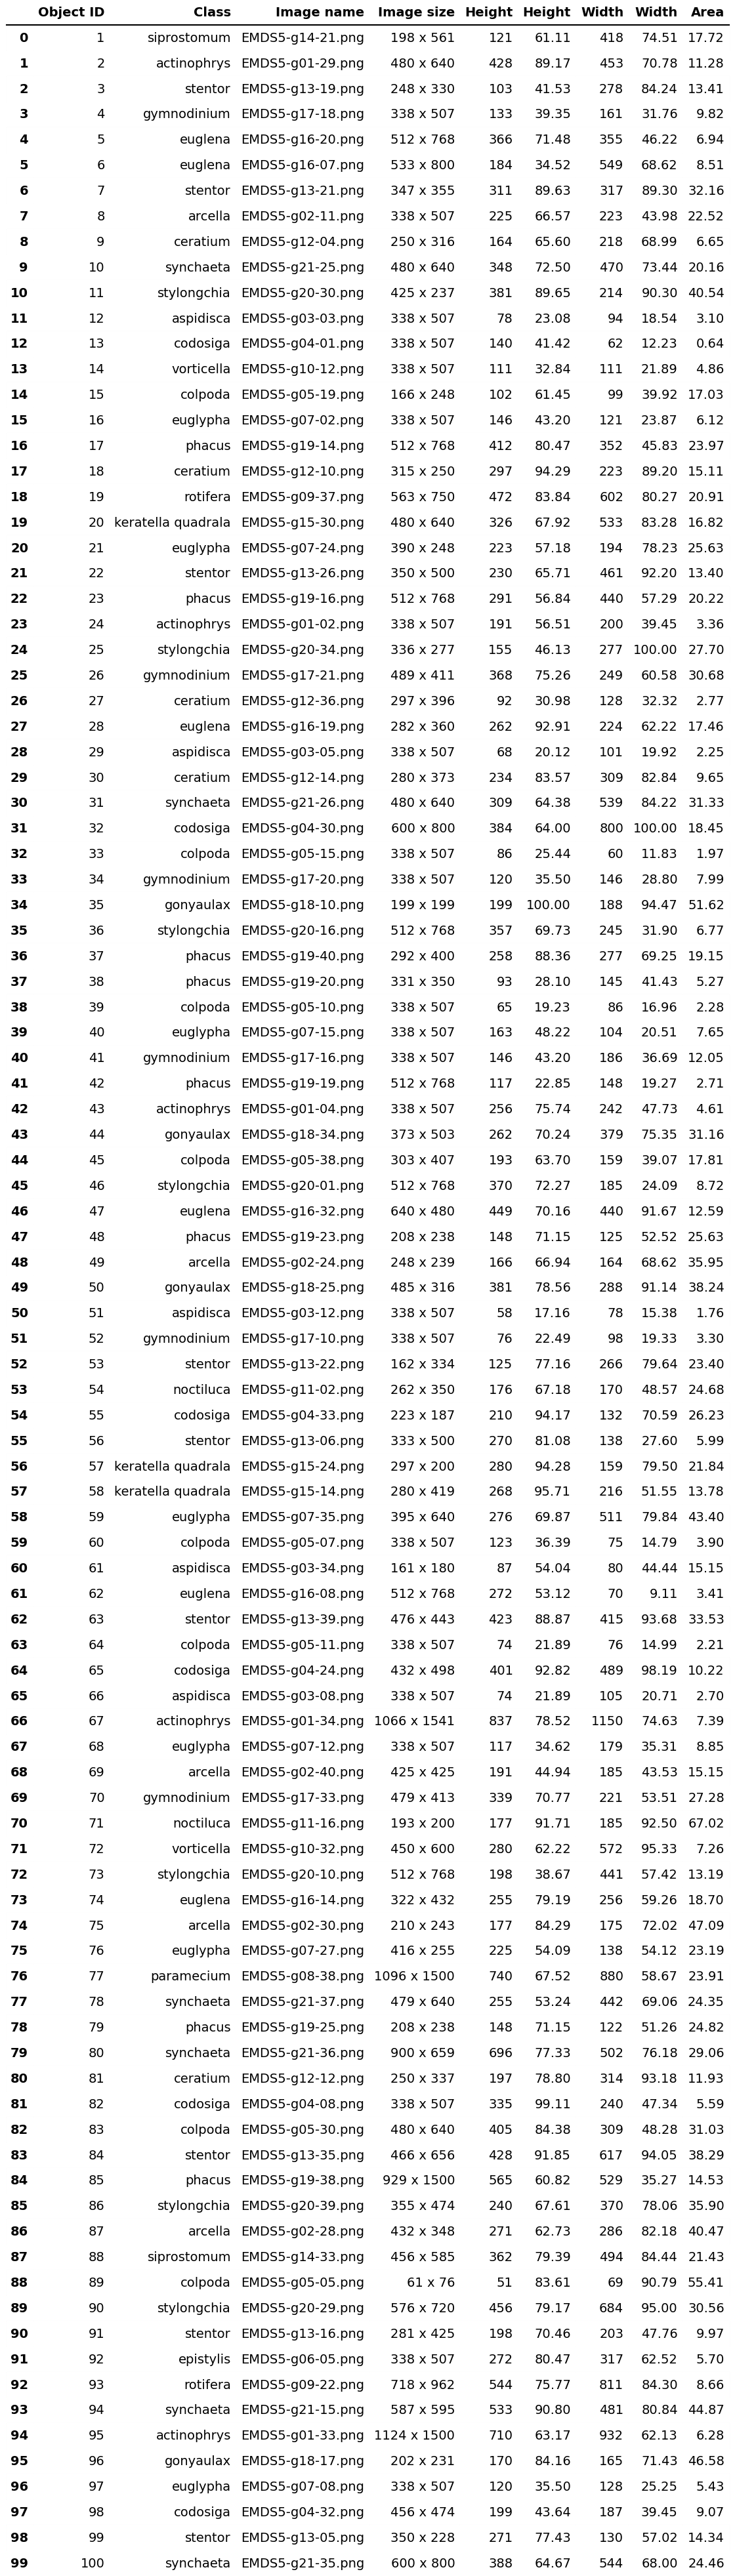 Object ID Class Image name Image size Height Height Width Width Area
0 1 siprostomum EMDS5-g14-21.png 198 x 561 121 61.11 418 74.51 17.72
1 2 actinophrys EMDS5-g01-29.png 480 x 640 428 89.17 453 70.78 11.28
2 3 stentor EMDS5-g13-19.png 248 x 330 103 41.53 278 84.24 13.41
3 4 gymnodinium EMDS5-g17-18.png 338 x 507 133 39.35 161 31.76 9.82
4 5 euglena EMDS5-g16-20.png 512 x 768 366 71.48 355 46.22 6.94
5 6 euglena EMDS5-g16-07.png 533 x 800 184 34.52 549 68.62 8.51
6 7 stentor EMDS5-g13-21.png 347 x 355 311 89.63 317 89.30 32.16
7 8 arcella EMDS5-g02-11.png 338 x 507 225 66.57 223 43.98 22.52
8 9 ceratium EMDS5-g12-04.png 250 x 316 164 65.60 218 68.99 6.65
9 10 synchaeta EMDS5-g21-25.png 480 x 640 348 72.50 470 73.44 20.16
10 11 stylongchia EMDS5-g20-30.png 425 x 237 381 89.65 214 90.30 40.54
11 12 aspidisca EMDS5-g03-03.png 338 x 507 78 23.08 94 18.54 3.10
12 13 codosiga EMDS5-g04-01.png 338 x 507 140 41.42 62 12.23 0.64
13 14 vorticella EMDS5-g10-12.png 338 x 507 111 32.84 111 21.89 4.86
14 15 colpoda EMDS5-g05-19.png 166 x 248 102 61.45 99 39.92 17.03
15 16 euglypha EMDS5-g07-02.png 338 x 507 146 43.20 121 23.87 6.12
16 17 phacus EMDS5-g19-14.png 512 x 768 412 80.47 352 45.83 23.97
17 18 ceratium EMDS5-g12-10.png 315 x 250 297 94.29 223 89.20 15.11
18 19 rotifera EMDS5-g09-37.png 563 x 750 472 83.84 602 80.27 20.91
19 20 keratella quadrala EMDS5-g15-30.png 480 x 640 326 67.92 533 83.28 16.82
20 21 euglypha EMDS5-g07-24.png 390 x 248 223 57.18 194 78.23 25.63
21 22 stentor EMDS5-g13-26.png 350 x 500 230 65.71 461 92.20 13.40
22 23 phacus EMDS5-g19-16.png 512 x 768 291 56.84 440 57.29 20.22
23 24 actinophrys EMDS5-g01-02.png 338 x 507 191 56.51 200 39.45 3.36
24 25 stylongchia EMDS5-g20-34.png 336 x 277 155 46.13 277 100.00 27.70
25 26 gymnodinium EMDS5-g17-21.png 489 x 411 368 75.26 249 60.58 30.68
26 27 ceratium EMDS5-g12-36.png 297 x 396 92 30.98 128 32.32 2.77
27 28 euglena EMDS5-g16-19.png 282 x 360 262 92.91 224 62.22 17.46
28 29 aspidisca EMDS5-g03-05.png 338 x 507 68 20.12 101 19.92 2.25
29 30 ceratium EMDS5-g12-14.png 280 x 373 234 83.57 309 82.84 9.65
30 31 synchaeta EMDS5-g21-26.png 480 x 640 309 64.38 539 84.22 31.33
31 32 codosiga EMDS5-g04-30.png 600 x 800 384 64.00 800 100.00 18.45
32 33 colpoda EMDS5-g05-15.png 338 x 507 86 25.44 60 11.83 1.97
33 34 gymnodinium EMDS5-g17-20.png 338 x 507 120 35.50 146 28.80 7.99
34 35 gonyaulax EMDS5-g18-10.png 199 x 199 199 100.00 188 94.47 51.62
35 36 stylongchia EMDS5-g20-16.png 512 x 768 357 69.73 245 31.90 6.77
36 37 phacus EMDS5-g19-40.png 292 x 400 258 88.36 277 69.25 19.15
37 38 phacus EMDS5-g19-20.png 331 x 350 93 28.10 145 41.43 5.27
38 39 colpoda EMDS5-g05-10.png 338 x 507 65 19.23 86 16.96 2.28
39 40 euglypha EMDS5-g07-15.png 338 x 507 163 48.22 104 20.51 7.65
40 41 gymnodinium EMDS5-g17-16.png 338 x 507 146 43.20 186 36.69 12.05
41 42 phacus EMDS5-g19-19.png 512 x 768 117 22.85 148 19.27 2.71
42 43 actinophrys EMDS5-g01-04.png 338 x 507 256 75.74 242 47.73 4.61
43 44 gonyaulax EMDS5-g18-34.png 373 x 503 262 70.24 379 75.35 31.16
44 45 colpoda EMDS5-g05-38.png 303 x 407 193 63.70 159 39.07 17.81
45 46 stylongchia EMDS5-g20-01.png 512 x 768 370 72.27 185 24.09 8.72
46 47 euglena EMDS5-g16-32.png 640 x 480 449 70.16 440 91.67 12.59
47 48 phacus EMDS5-g19-23.png 208 x 238 148 71.15 125 52.52 25.63
48 49 arcella EMDS5-g02-24.png 248 x 239 166 66.94 164 68.62 35.95
49 50 gonyaulax EMDS5-g18-25.png 485 x 316 381 78.56 288 91.14 38.24
50 51 aspidisca EMDS5-g03-12.png 338 x 507 58 17.16 78 15.38 1.76
51 52 gymnodinium EMDS5-g17-10.png 338 x 507 76 22.49 98 19.33 3.30
52 53 stentor EMDS5-g13-22.png 162 x 334 125 77.16 266 79.64 23.40
53 54 noctiluca EMDS5-g11-02.png 262 x 350 176 67.18 170 48.57 24.68
54 55 codosiga EMDS5-g04-33.png 223 x 187 210 94.17 132 70.59 26.23
55 56 stentor EMDS5-g13-06.png 333 x 500 270 81.08 138 27.60 5.99
56 57 keratella quadrala EMDS5-g15-24.png 297 x 200 280 94.28 159 79.50 21.84
57 58 keratella quadrala EMDS5-g15-14.png 280 x 419 268 95.71 216 51.55 13.78
58 59 euglypha EMDS5-g07-35.png 395 x 640 276 69.87 511 79.84 43.40
59 60 colpoda EMDS5-g05-07.png 338 x 507 123 36.39 75 14.79 3.90
60 61 aspidisca EMDS5-g03-34.png 161 x 180 87 54.04 80 44.44 15.15
61 62 euglena EMDS5-g16-08.png 512 x 768 272 53.12 70 9.11 3.41
62 63 stentor EMDS5-g13-39.png 476 x 443 423 88.87 415 93.68 33.53
63 64 colpoda EMDS5-g05-11.png 338 x 507 74 21.89 76 14.99 2.21
64 65 codosiga EMDS5-g04-24.png 432 x 498 401 92.82 489 98.19 10.22
65 66 aspidisca EMDS5-g03-08.png 338 x 507 74 21.89 105 20.71 2.70
66 67 actinophrys EMDS5-g01-34.png 1066 x 1541 837 78.52 1150 74.63 7.39
67 68 euglypha EMDS5-g07-12.png 338 x 507 117 34.62 179 35.31 8.85
68 69 arcella EMDS5-g02-40.png 425 x 425 191 44.94 185 43.53 15.15
69 70 gymnodinium EMDS5-g17-33.png 479 x 413 339 70.77 221 53.51 27.28
70 71 noctiluca EMDS5-g11-16.png 193 x 200 177 91.71 185 92.50 67.02
71 72 vorticella EMDS5-g10-32.png 450 x 600 280 62.22 572 95.33 7.26
72 73 stylongchia EMDS5-g20-10.png 512 x 768 198 38.67 441 57.42 13.19
73 74 euglena EMDS5-g16-14.png 322 x 432 255 79.19 256 59.26 18.70
74 75 arcella EMDS5-g02-30.png 210 x 243 177 84.29 175 72.02 47.09
75 76 euglypha EMDS5-g07-27.png 416 x 255 225 54.09 138 54.12 23.19
76 77 paramecium EMDS5-g08-38.png 1096 x 1500 740 67.52 880 58.67 23.91
77 78 synchaeta EMDS5-g21-37.png 479 x 640 255 53.24 442 69.06 24.35
78 79 phacus EMDS5-g19-25.png 208 x 238 148 71.15 122 51.26 24.82
79 80 synchaeta EMDS5-g21-36.png 900 x 659 696 77.33 502 76.18 29.06
80 81 ceratium EMDS5-g12-12.png 250 x 337 197 78.80 314 93.18 11.93
81 82 codosiga EMDS5-g04-08.png 338 x 507 335 99.11 240 47.34 5.59
82 83 colpoda EMDS5-g05-30.png 480 x 640 405 84.38 309 48.28 31.03
83 84 stentor EMDS5-g13-35.png 466 x 656 428 91.85 617 94.05 38.29
84 85 phacus EMDS5-g19-38.png 929 x 1500 565 60.82 529 35.27 14.53
85 86 stylongchia EMDS5-g20-39.png 355 x 474 240 67.61 370 78.06 35.90
86 87 arcella EMDS5-g02-28.png 432 x 348 271 62.73 286 82.18 40.47
87 88 siprostomum EMDS5-g14-33.png 456 x 585 362 79.39 494 84.44 21.43
88 89 colpoda EMDS5-g05-05.png 61 x 76 51 83.61 69 90.79 55.41
89 90 stylongchia EMDS5-g20-29.png 576 x 720 456 79.17 684 95.00 30.56
90 91 stentor EMDS5-g13-16.png 281 x 425 198 70.46 203 47.76 9.97
91 92 epistylis EMDS5-g06-05.png 338 x 507 272 80.47 317 62.52 5.70
92 93 rotifera EMDS5-g09-22.png 718 x 962 544 75.77 811 84.30 8.66
93 94 synchaeta EMDS5-g21-15.png 587 x 595 533 90.80 481 80.84 44.87
94 95 actinophrys EMDS5-g01-33.png 1124 x 1500 710 63.17 932 62.13 6.28
95 96 gonyaulax EMDS5-g18-17.png 202 x 231 170 84.16 165 71.43 46.58
96 97 euglypha EMDS5-g07-08.png 338 x 507 120 35.50 128 25.25 5.43
97 98 codosiga EMDS5-g04-32.png 456 x 474 199 43.64 187 39.45 9.07
98 99 stentor EMDS5-g13-05.png 350 x 228 271 77.43 130 57.02 14.34
99 100 synchaeta EMDS5-g21-35.png 600 x 800 388 64.67 544 68.00 24.46